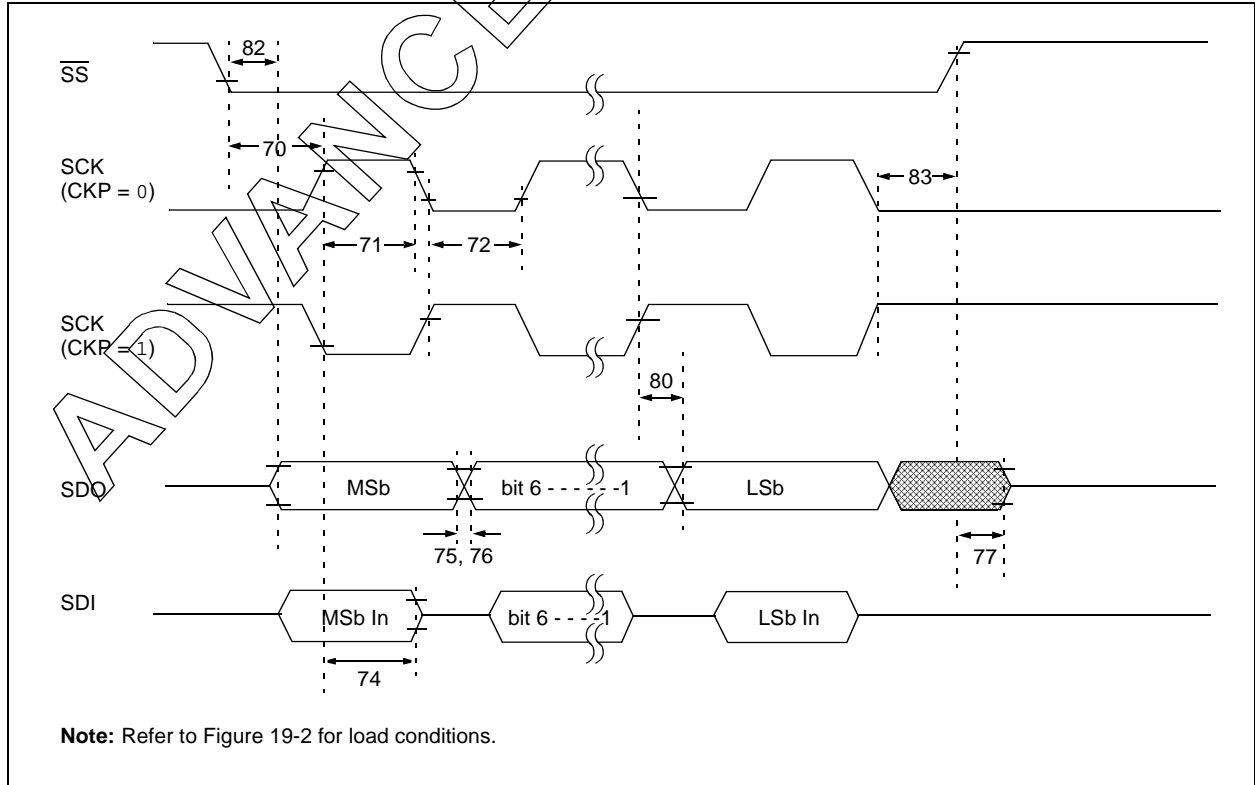 82
SS
70
SCK
(CKP = 0)
83
71
72
SCK
(CKP = 1)
80
SDO
MSb
bit 6 - - - - - -1
LSb
75, 76
77
SDI
MSb In
bit 6 - - - -1
LSb In
74
Note: Refer to Figure 19-2 for load conditions.